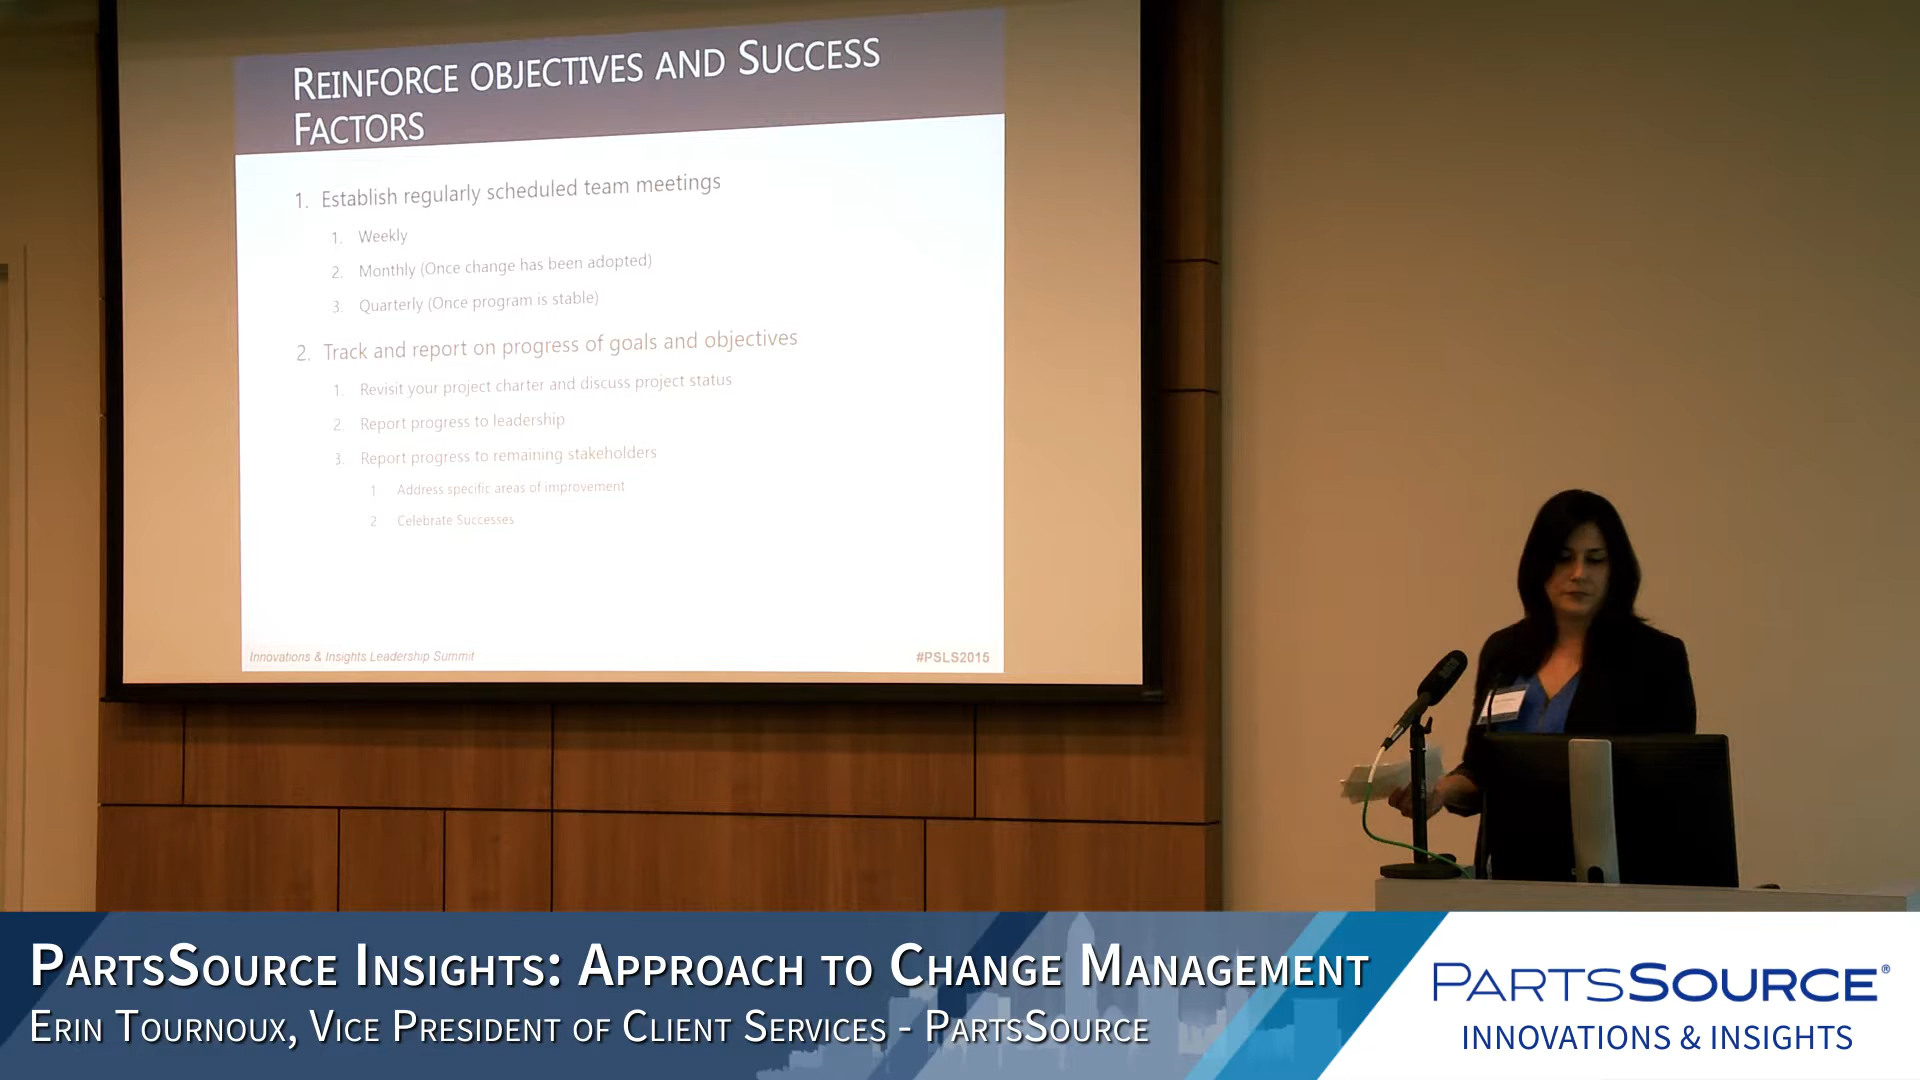 REINFORCE OBJECTIVES AND SUCCESS
FACTORS
1. Establish regularly scheduled team meetings
1. Weekly
2. Monthly (Once change has been adopted)
3. Quarterly (Once program is stable)
2. Track and report on progress of goals and objectives
1. Revisit your project charter and discuss project status
2. Report progress to leadership
3. Report progress to remaining stakeholders
1 Address specific areas of improvement
2 Celebrate Successes
Innovations & Insights Leadership Summit
#PSLS2015
PARTSSOURCE INSIGHTS: APPROACH TO CHANGE MANAGEMENT
ERIN TOURNOUX, VICE PRESIDENT OF CLIENT SERVICES - PARTSSOURCE
PARTSSOURCE®
INNOVATIONS & INSIGHTS